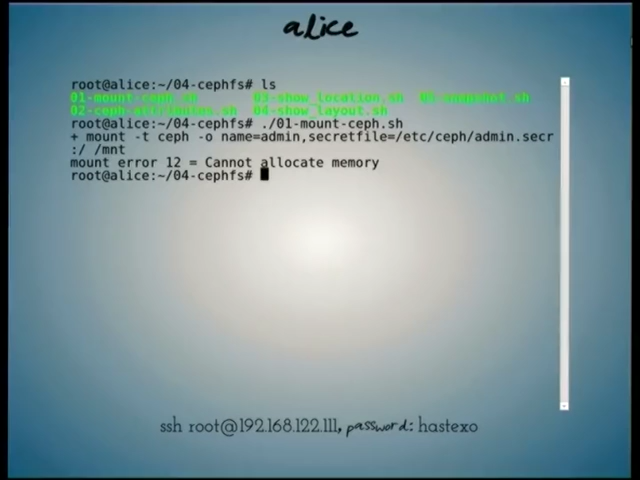 alice
root@alice:~/04-cephfs# ls
01-mount-ceph.sh 03-show_location.sh 05-snapshot.sh
02-ceph-attributes.sh 04-show_layout.sh
root@alice:~/04-cephfs# ./01-mount-ceph.sh
+ mount -t ceph -o name=admin,secretfile=/etc/ceph/admin.secr
:/ /mnt
mount error 12 = Cannot allocate memory
root@alice:~/04-cephfs#
ssh root@192.168.122.111, password: hastexo